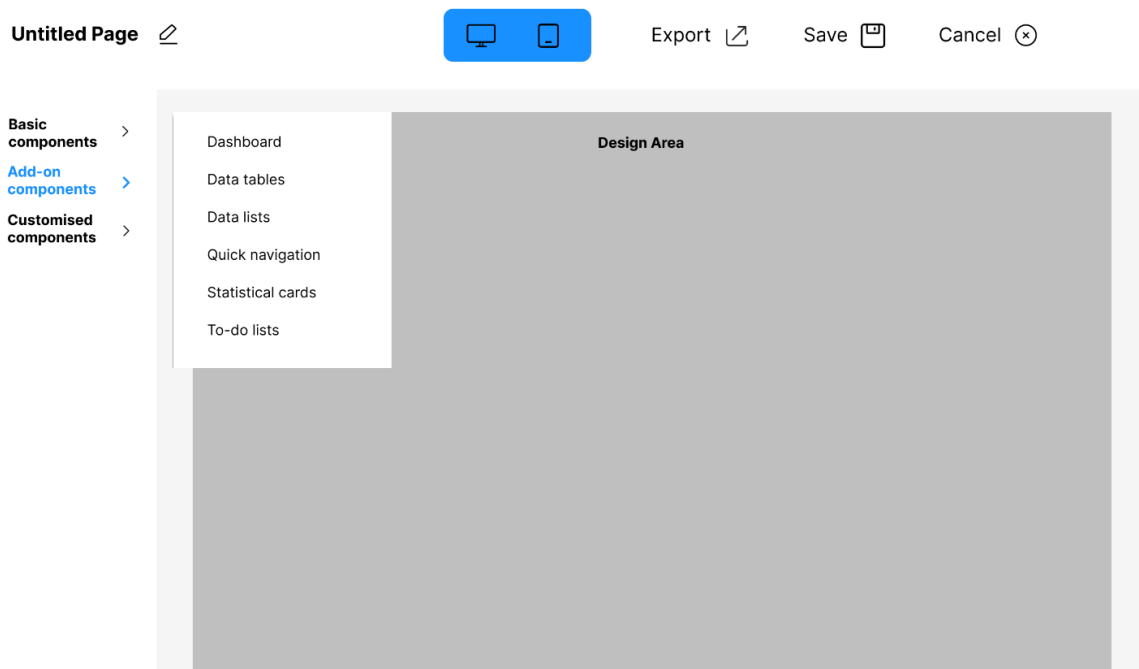 Untitled Page
Export
Save
Cancel
Basic
components
Add-on
components
Customised
components
Dashboard
Data tables
Data lists
Quick navigation
Statistical cards
To-do lists
Design Area